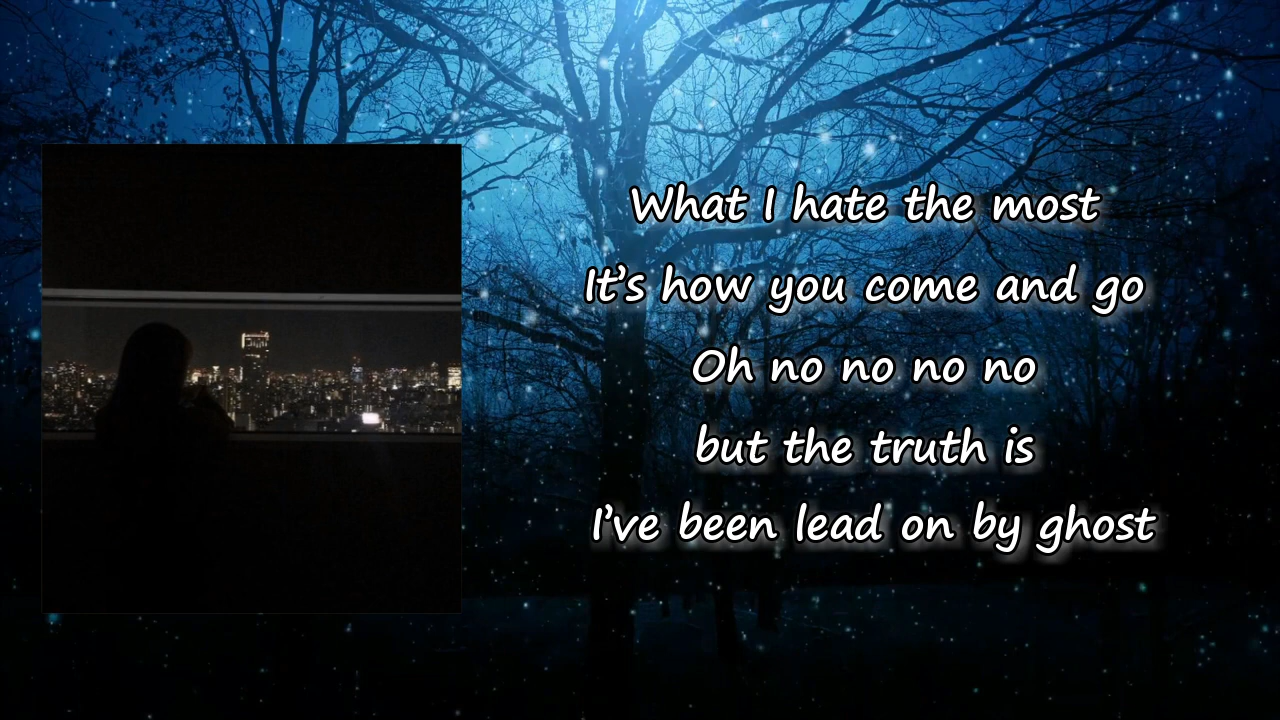 What I hate the most
It's how you come and go
Oh no no no no
but the truth is
I've been lead on by ghost